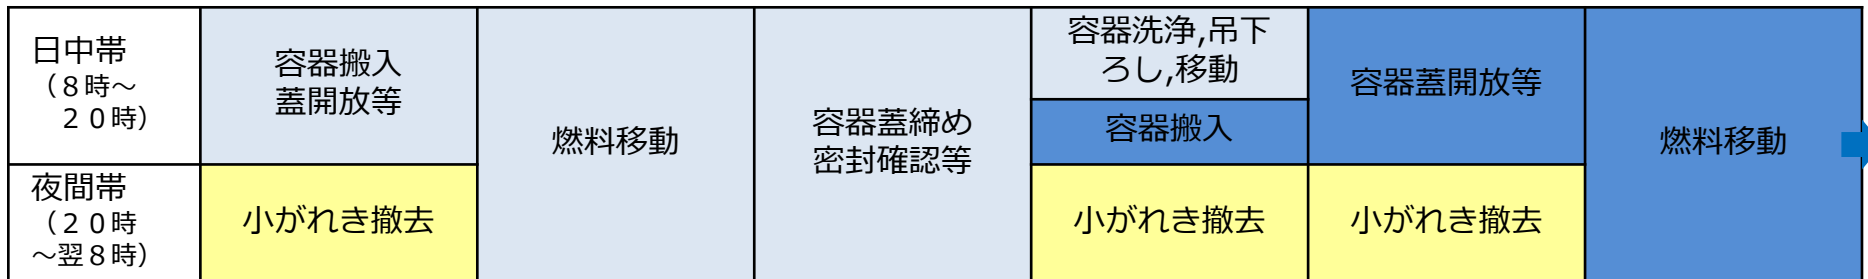 日中帯
（８時～
２０時）
容器搬入
蓋開放等
燃料移動
容器蓋締め
密封確認等
容器洗浄,吊下
ろし,移動
容器搬入
容器蓋開放等
燃料移動
夜間帯
（２０時
～翌８時）
小がれき撤去
小がれき撤去
小がれき撤去